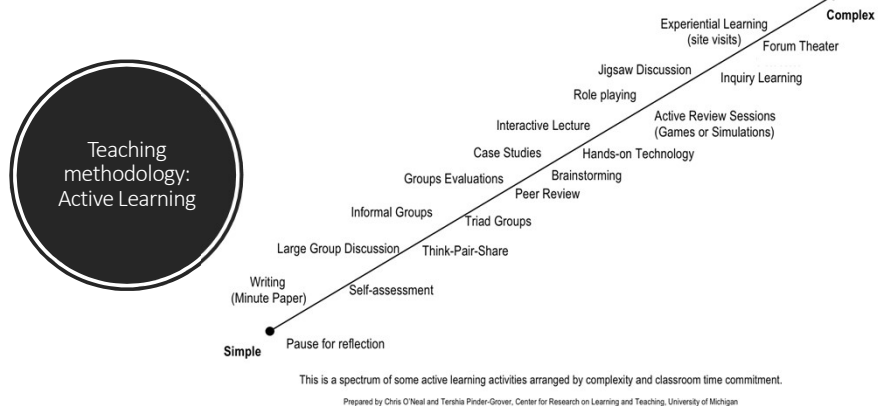 Teaching
methodology:
Active Learning
Complex
Experiential Learning
(site visits)
Forum Theater
Jigsaw Discussion
Inquiry Learning
Role playing
Active Review Sessions
(Games or Simulations)
Interactive Lecture
Hands-on Technology
Case Studies
Brainstorming
Groups Evaluations
Peer Review
Informal Groups
Triad Groups
Large Group Discussion
Think-Pair-Share
Writing
(Minute Paper)
Self-assessment
Simple
Pause for reflection
This is a spectrum of some active learning activities arranged by complexity and classroom time commitment.
Prepared by Chris O'Neal and Tershia Pinder-Grover, Center for Research on Learning and Teaching, University of Michigan